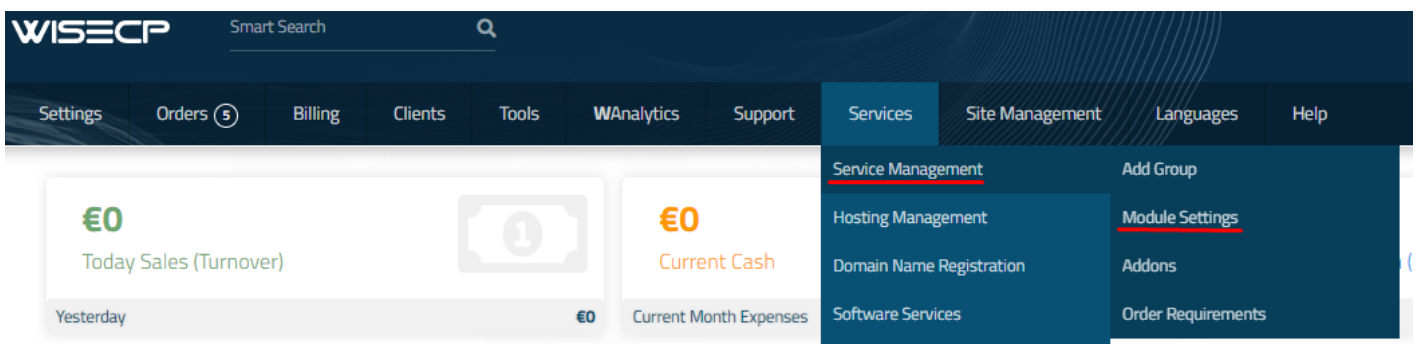 WISECP Smart Search
Settings Orders 5 Billing Clients Tools WAnalytics Support Services Site Management Languages Help
Service Management Add Group
Hosting Management Module Settings
Domain Name Registration Addons
Software Services Order Requirements
€0
Today Sales (Turnover)
1
Yesterday €0
€0
Current Cash
Current Month Expenses
(